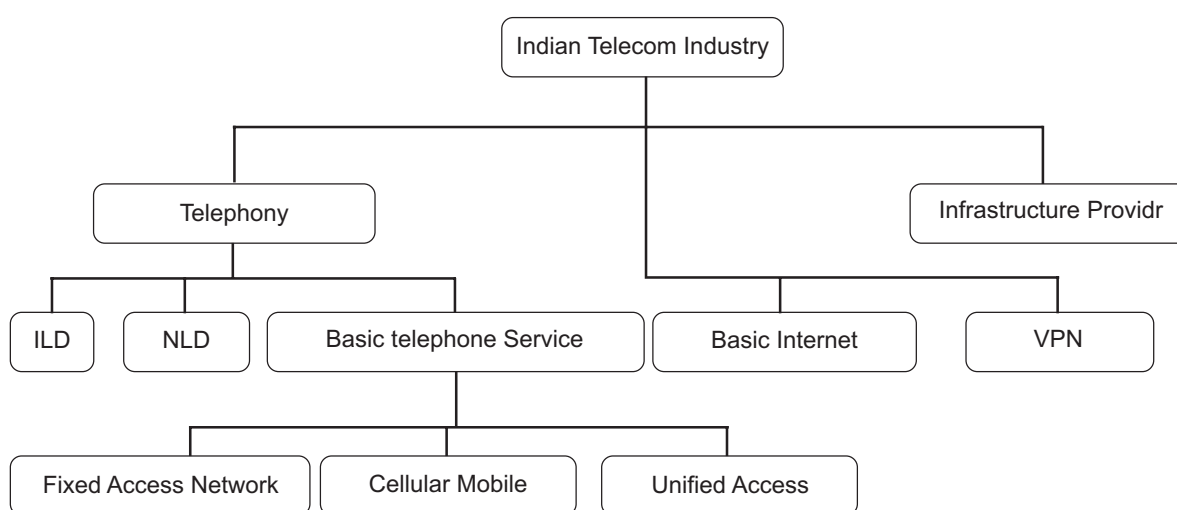 Indian Telecom Industry
Telephony
Infrastructure Providr
ILD
NLD
Basic telephone Service
Basic Internet
VPN
Fixed Access Network
Cellular Mobile
Unified Access